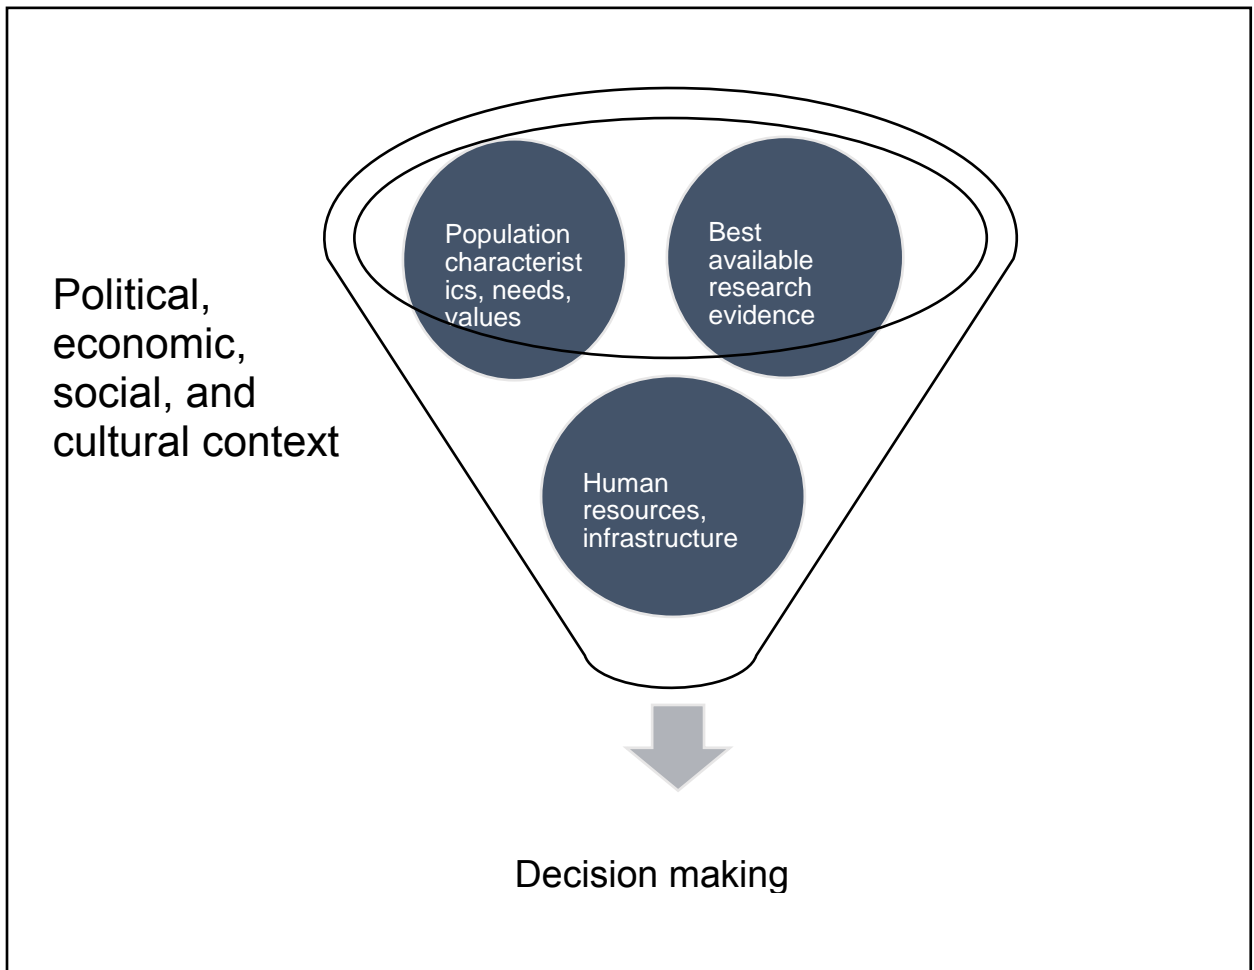 Political,
economic,
social, and
cultural context
Population
characterist
ics, needs,
values
Best
available
research
evidence
Human
resources,
infrastructure
Decision making